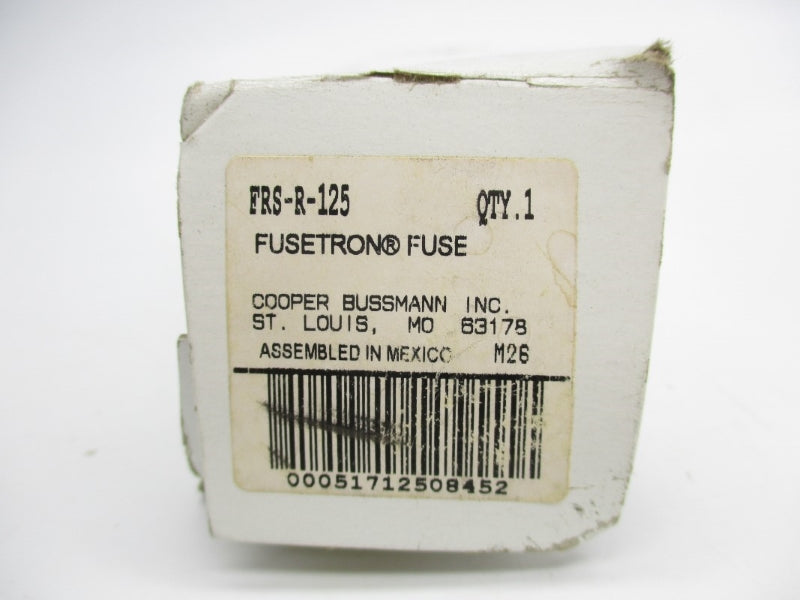 FRS-R-125 QTY.1
FUSETRON® FUSE
COOPER BUSSMANN INC.
ST. LOUIS, MO 63178
ASSEMBLED IN MEXICO M26
00051712508452